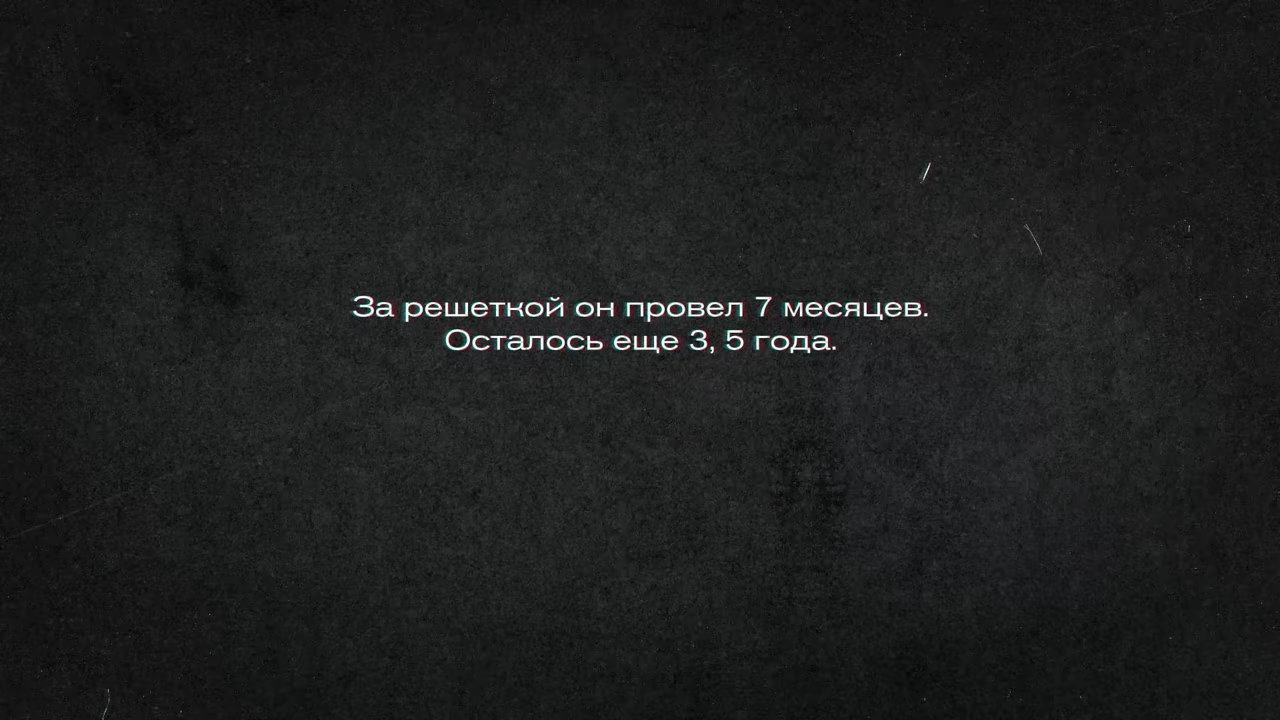 За решеткой он провел 7 месяцев.
Осталось еще 3, 5 года.